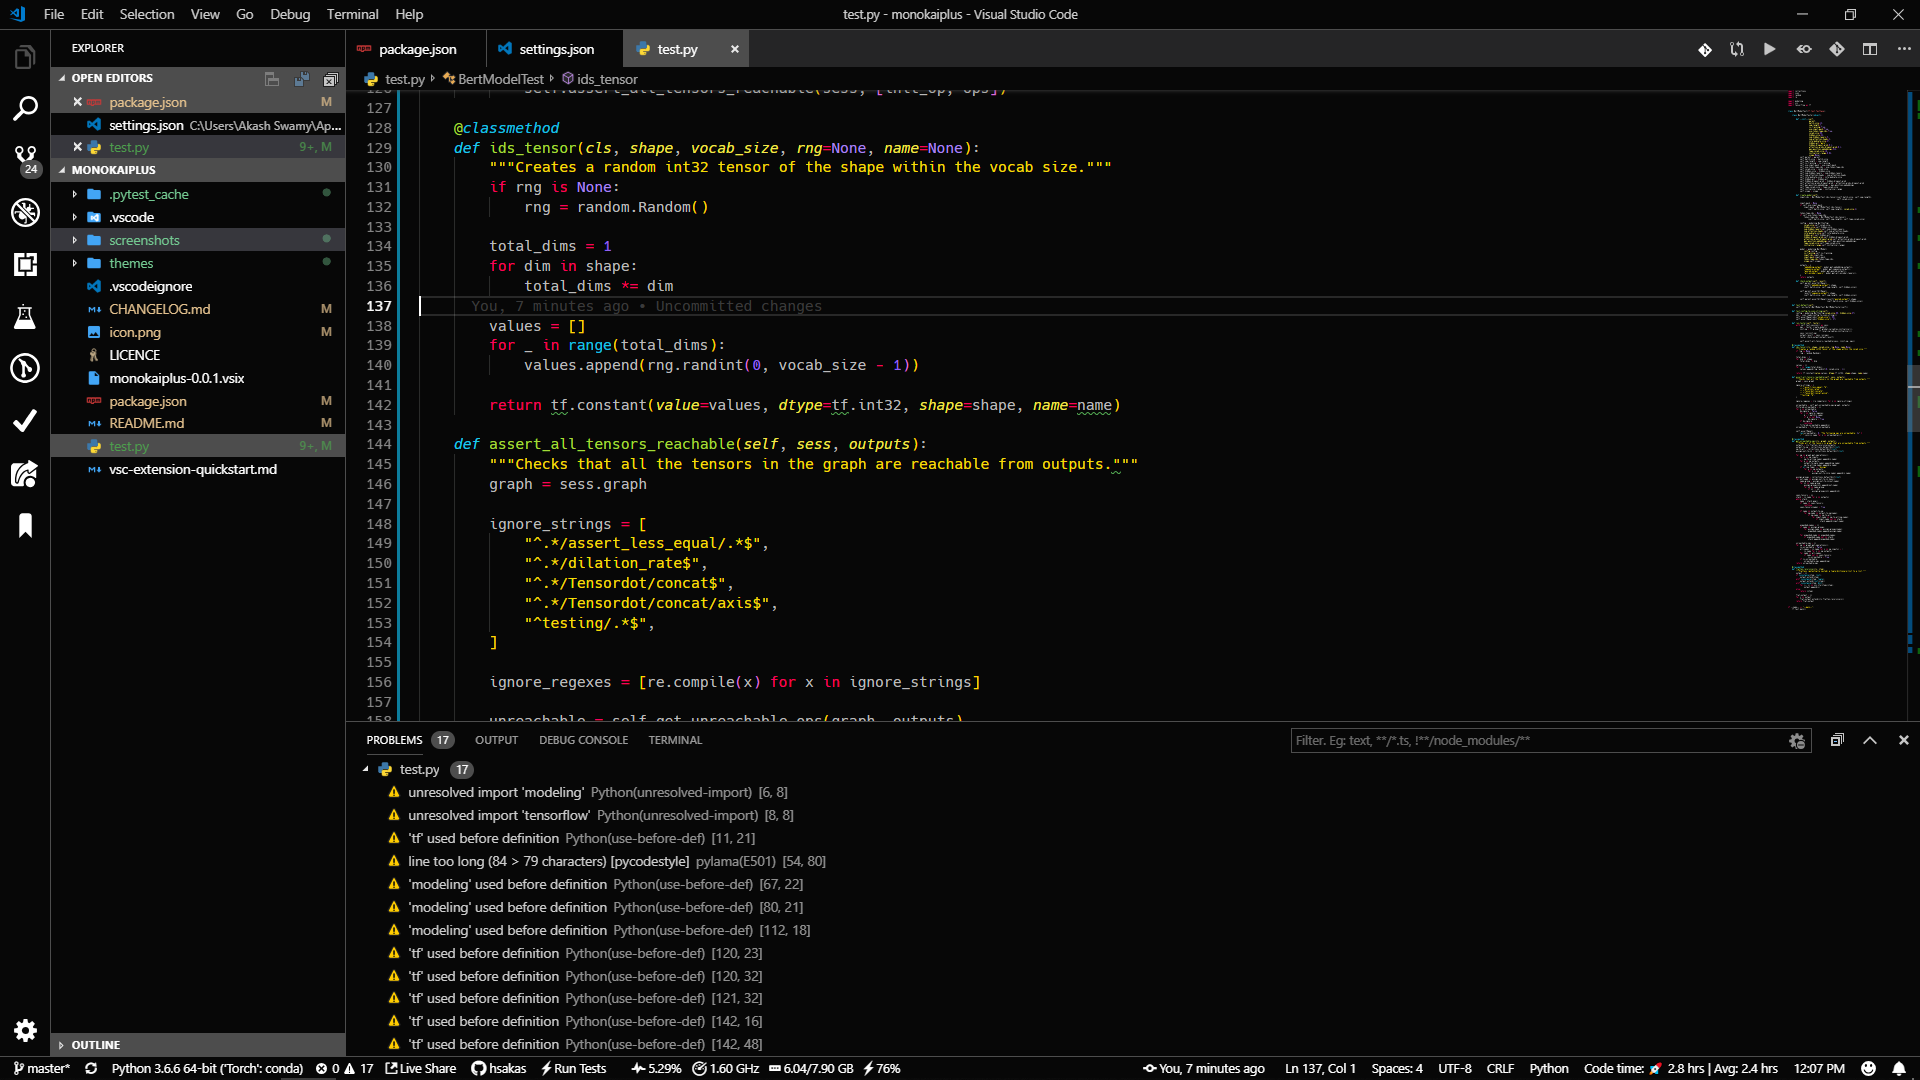 File Edit Selection View Go Debug Terminal Help
test.py - monokaiplus - Visual Studio Code
EXPLORER
OPEN EDITORS
package.json M
settings.json C:\Users\Akash Swamy\Ap...
test.py 9+, M
MONOKAIPLUS
.pytest_cache
.vscode
screenshots
themes
.vscodeignore
CHANGELOG.md M
icon.png M
LICENCE
monokaiplus-0.0.1.vsix
package.json M
README.md M
test.py 9+, M
vsc-extension-quickstart.md
OUTLINE
24
package.json settings.json test.py
test.py BertModelTest ids_tensor
126 self.assert_all_tensors_reachable(sess, [init_op, ops])
127
128 @classmethod
129 def ids_tensor(cls, shape, vocab_size, rng=None, name=None):
130 """Creates a random int32 tensor of the shape within the vocab size."""
131 if rng is None:
132 rng = random.Random()
133
134 total_dims = 1
135 for dim in shape:
136 total_dims *= dim
137 You, 7 minutes ago • Uncommitted changes
138 values = []
139 for _ in range(total_dims):
140 values.append(rng.randint(0, vocab_size - 1))
141
142 return tf.constant(value=values, dtype=tf.int32, shape=shape, name=name)
143
144 def assert_all_tensors_reachable(self, sess, outputs):
145 """Checks that all the tensors in the graph are reachable from outputs."""
146 graph = sess.graph
147
148 ignore_strings = [
149 "^.*/assert_less_equal/.*$",
150 "^.*/dilation_rate$",
151 "^.*/Tensordot/concat$",
152 "^.*/Tensordot/concat/axis$",
153 "^testing/.*$",
154 ]
155
156 ignore_regexes = [re.compile(x) for x in ignore_strings]
157
158 unreachable = self.get_unreachable_ops(graph, outputs)
PROBLEMS 17 OUTPUT DEBUG CONSOLE TERMINAL
Filter. Eg: text, **/*.ts, !**/node_modules/**
test.py 17
unresolved import 'modeling' Python(unresolved-import) [6, 8]
unresolved import 'tensorflow' Python(unresolved-import) [8, 8]
'tf' used before definition Python(use-before-def) [11, 21]
line too long (84 > 79 characters) [pycodestyle] pylama(E501) [54, 80]
'modeling' used before definition Python(use-before-def) [67, 22]
'modeling' used before definition Python(use-before-def) [80, 21]
'modeling' used before definition Python(use-before-def) [112, 18]
'tf' used before definition Python(use-before-def) [120, 23]
'tf' used before definition Python(use-before-def) [120, 32]
'tf' used before definition Python(use-before-def) [121, 32]
'tf' used before definition Python(use-before-def) [142, 16]
'tf' used before definition Python(use-before-def) [142, 48]
master* Python 3.6.6 64-bit ('Torch': conda) 0 17 Live Share hsakas Run Tests 5.29% 1.60 GHz 6.04/7.90 GB 76% You, 7 minutes ago Ln 137, Col 1 Spaces: 4 UTF-8 CRLF Python Code time: 2.8 hrs | Avg: 2.4 hrs 12:07 PM